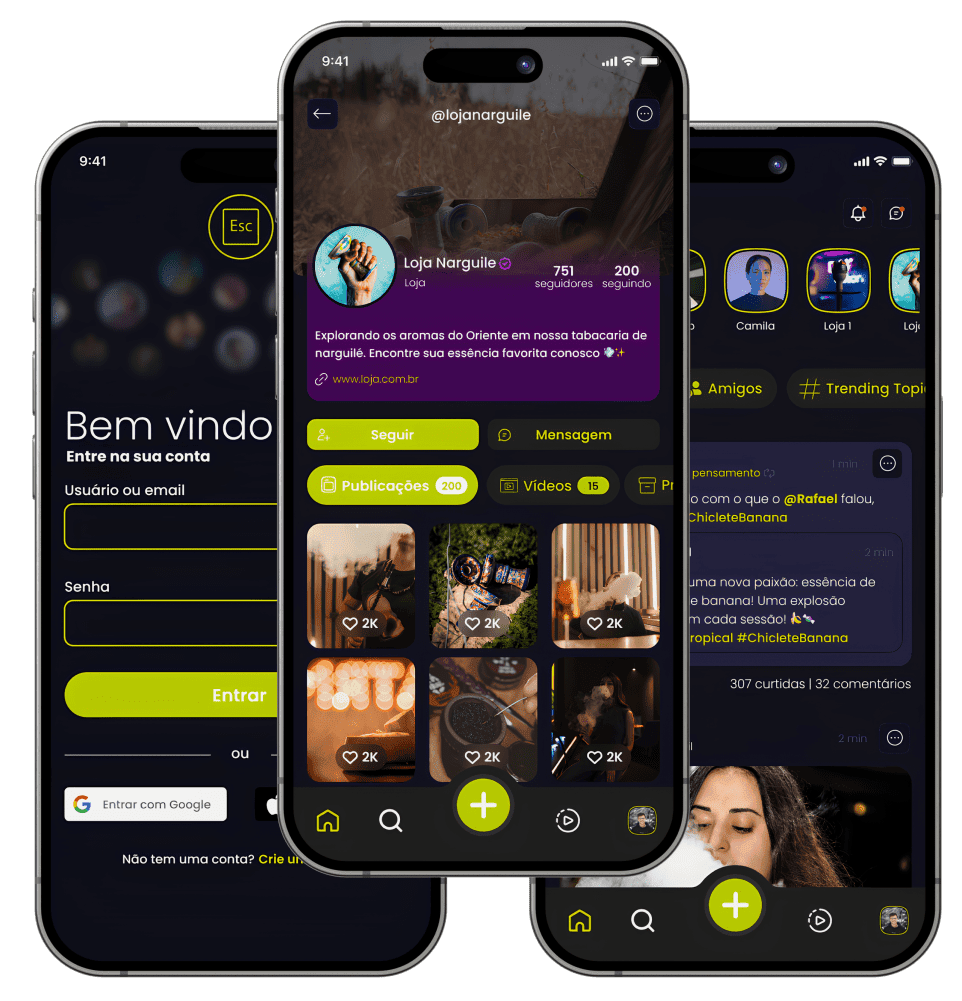 9:41
Esc
Bem vindo
Entre na sua conta
Usuário ou email
Senha
Entrar
ou
Entrar com Google
Não tem uma conta? Crie
9:41
@lojanarguile
Loja Narguile
Loja
751
seguidores
200
seguindo
Explorando os aromas do Oriente em nossa tabacaria de
narguilé. Encontre sua essência favorita conosco 💨✨
www.loja.com.br
Seguir
Mensagem
Publicações 200
Vídeos 15
2K
2K
2K
2K
2K
2K
Camila
Loja 1
Amigos
Trending
1 min
pensamento
com o que o @Rafael falou,
ChicleteBanana
2 min
uma nova paixão: essência de
banana! Uma explosão
cada sessão! 🍌🍬
#ChicleteBanana
307 curtidas | 32 comentários
2 min